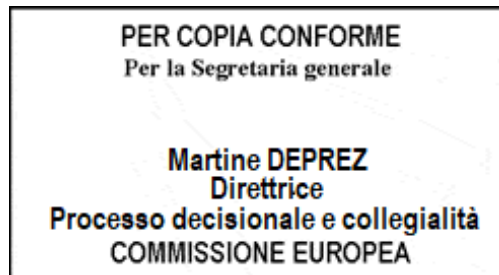 PER COPIA CONFORME
Per la Segretaria generale
Martine DEPREZ
Direttrice
Processo decisionale e collegialità
COMMISSIONE EUROPEA